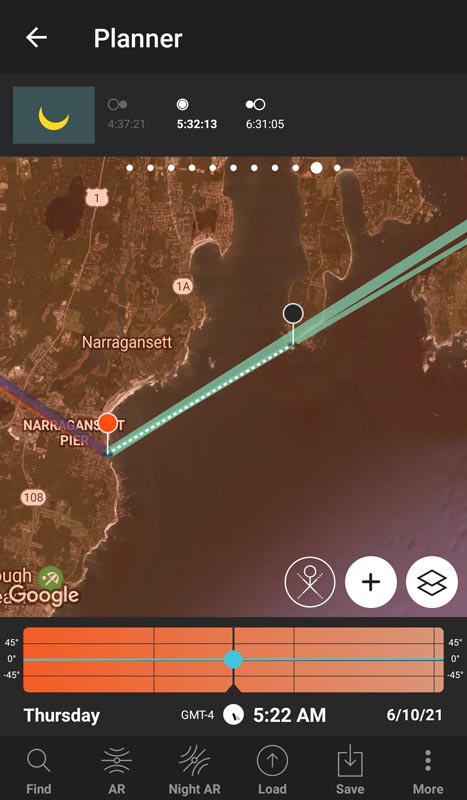 Planner
4:37:21
5:32:13
6:31:05
1
1A
Narragansett
NARRAGANSETT
PIER
108
ough
ea
Google
45°
0°
-45°
45°
0°
-45°
Thursday
GMT-4
5:22 AM
6/10/21
Find
AR
Night AR
Load
Save
More